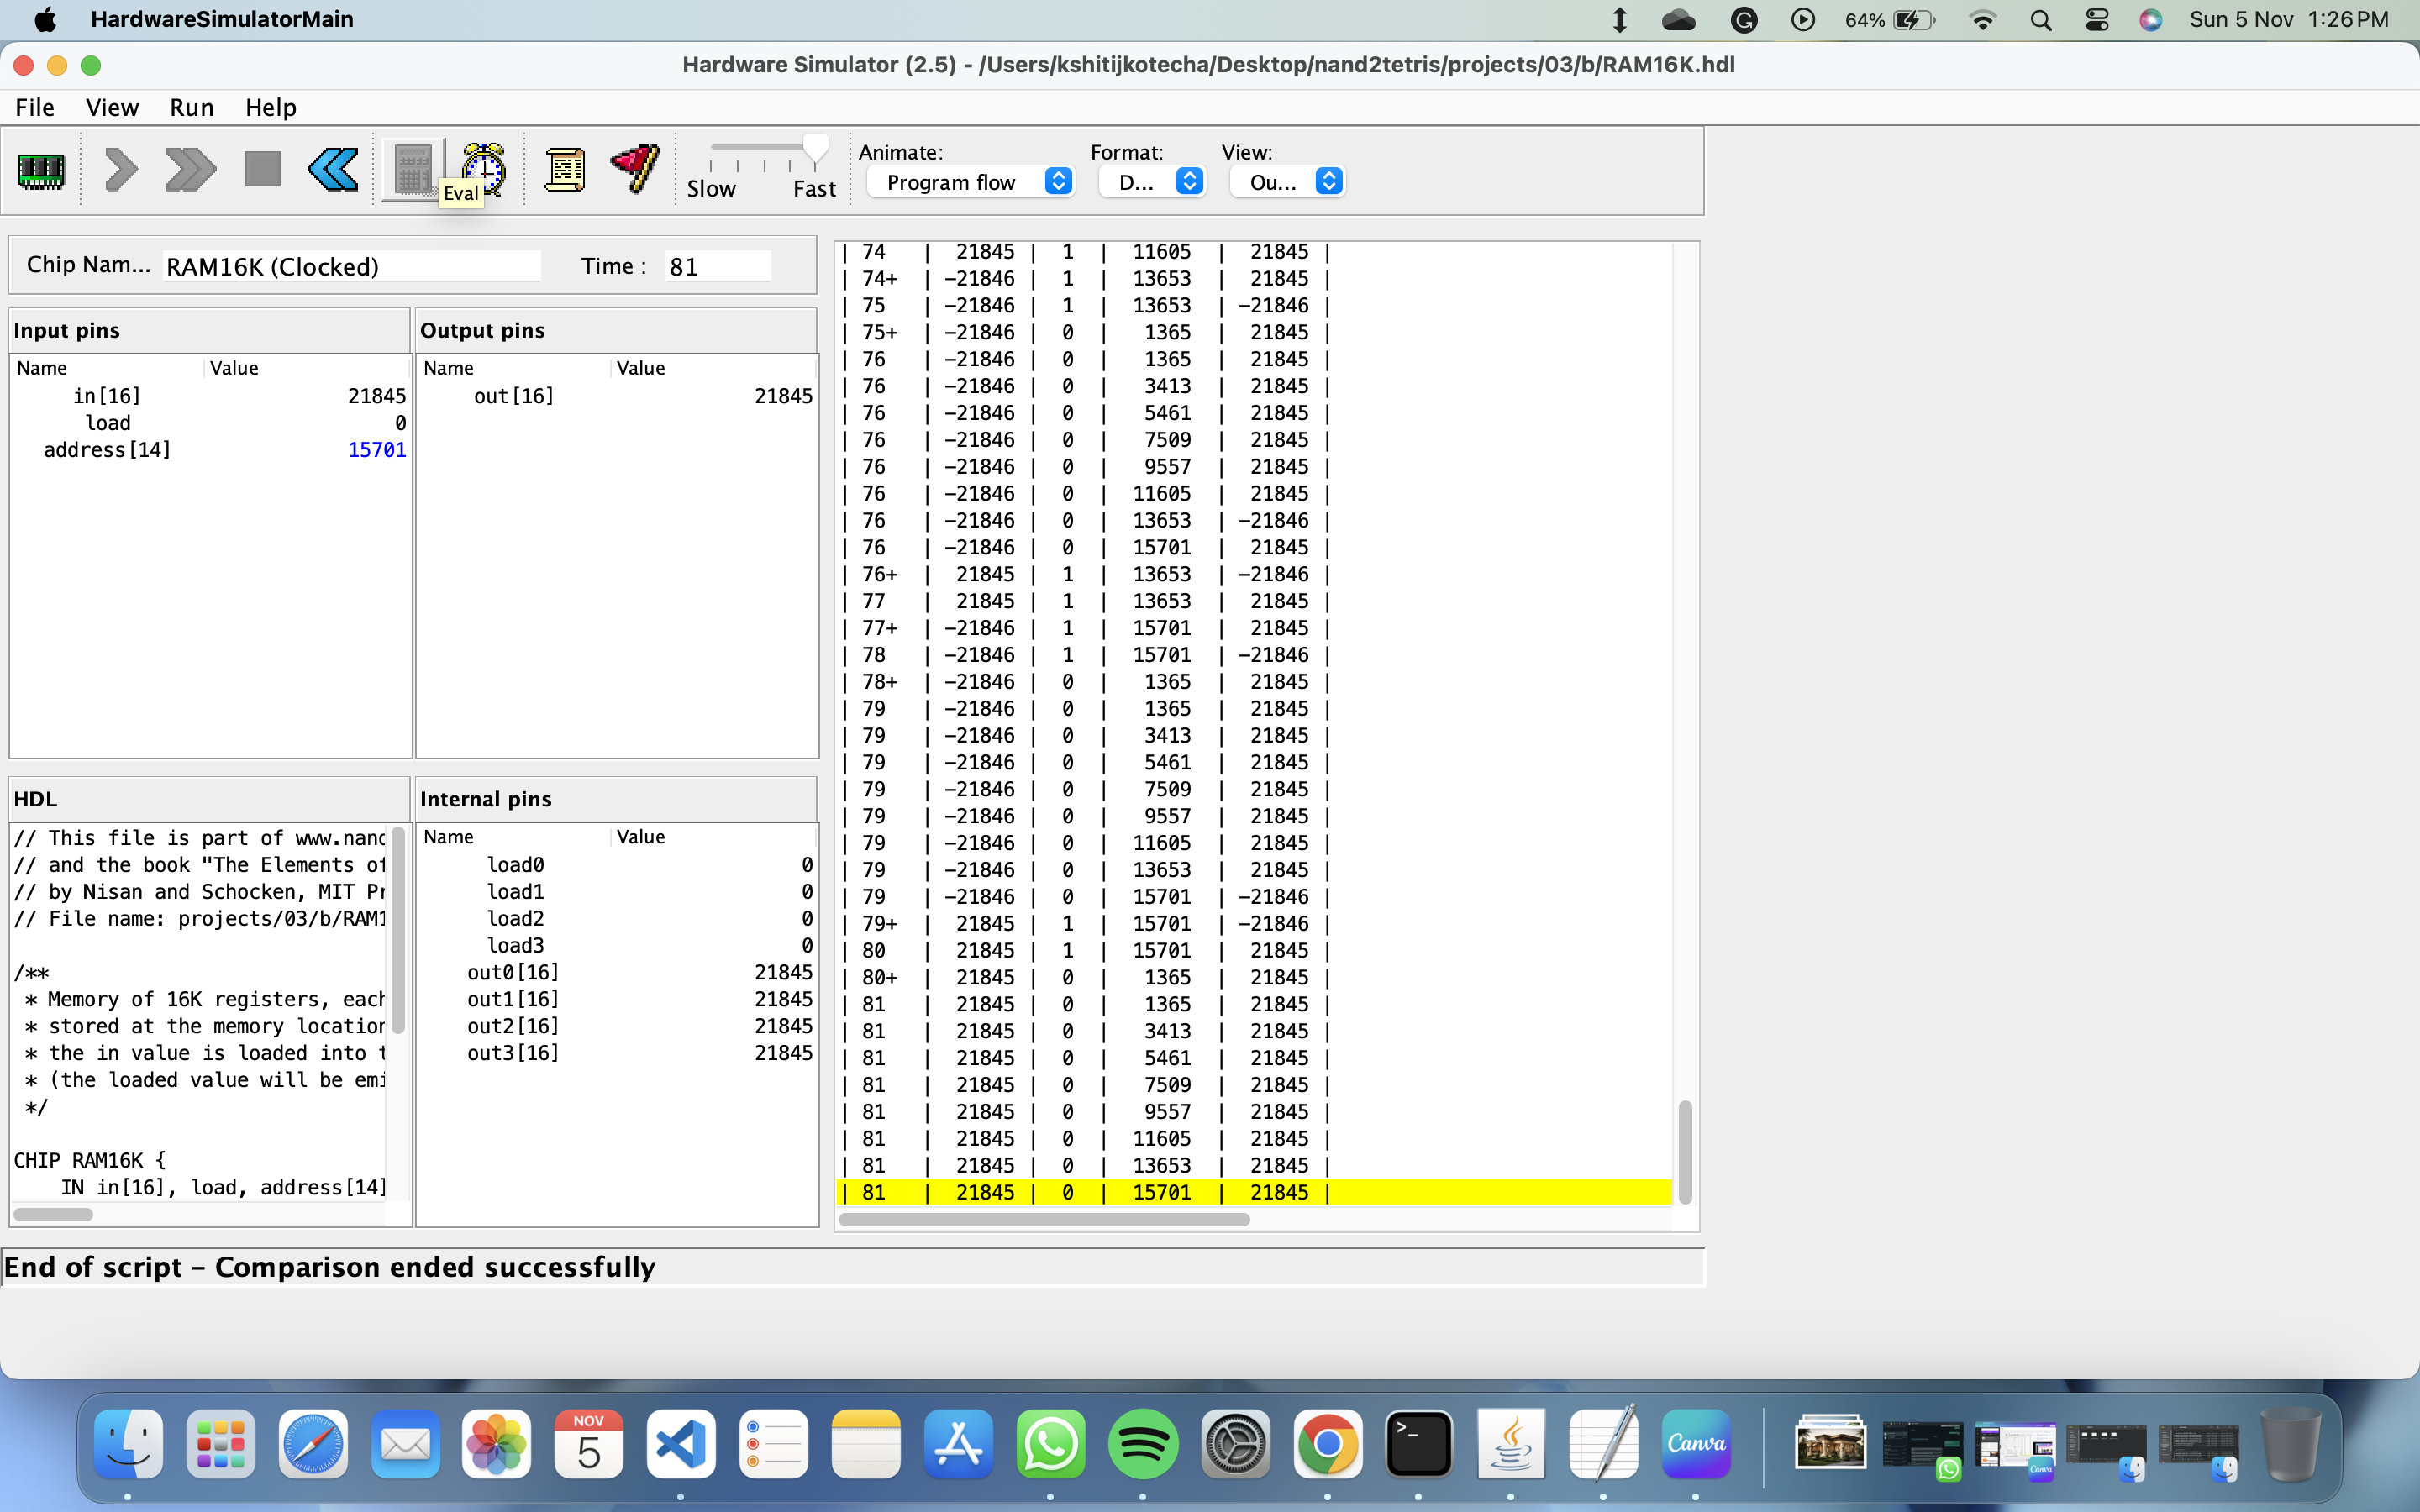 HardwareSimulatorMain 64% Sun 5 Nov 1:26 PM
Hardware Simulator (2.5) - /Users/kshitijkotecha/Desktop/nand2tetris/projects/03/b/RAM16K.hdl
File View Run Help
Slow Fast
Animate: Format: View:
Program flow D... Ou...
Eval
Chip Nam... RAM16K (Clocked) Time : 81
Input pins
Name Value
in[16] 21845
load 0
address[14] 15701
Output pins
Name Value
out[16] 21845
HDL
// This file is part of www.nand
// and the book "The Elements of
// by Nisan and Schocken, MIT Pr
// File name: projects/03/b/RAM1
/**
* Memory of 16K registers, each
* stored at the memory location
* the in value is loaded into t
* (the loaded value will be emi
*/
CHIP RAM16K {
IN in[16], load, address[14]
Internal pins
Name Value
load0 0
load1 0
load2 0
load3 0
out0[16] 21845
out1[16] 21845
out2[16] 21845
out3[16] 21845
| 74 | 21845 | 1 | 11605 | 21845 |
| 74+ | -21846 | 1 | 13653 | 21845 |
| 75 | -21846 | 1 | 13653 | -21846 |
| 75+ | -21846 | 0 | 1365 | 21845 |
| 76 | -21846 | 0 | 1365 | 21845 |
| 76 | -21846 | 0 | 3413 | 21845 |
| 76 | -21846 | 0 | 5461 | 21845 |
| 76 | -21846 | 0 | 7509 | 21845 |
| 76 | -21846 | 0 | 9557 | 21845 |
| 76 | -21846 | 0 | 11605 | 21845 |
| 76 | -21846 | 0 | 13653 | -21846 |
| 76 | -21846 | 0 | 15701 | 21845 |
| 76+ | 21845 | 1 | 13653 | -21846 |
| 77 | 21845 | 1 | 13653 | 21845 |
| 77+ | -21846 | 1 | 15701 | 21845 |
| 78 | -21846 | 1 | 15701 | -21846 |
| 78+ | -21846 | 0 | 1365 | 21845 |
| 79 | -21846 | 0 | 1365 | 21845 |
| 79 | -21846 | 0 | 3413 | 21845 |
| 79 | -21846 | 0 | 5461 | 21845 |
| 79 | -21846 | 0 | 7509 | 21845 |
| 79 | -21846 | 0 | 9557 | 21845 |
| 79 | -21846 | 0 | 11605 | 21845 |
| 79 | -21846 | 0 | 13653 | 21845 |
| 79 | -21846 | 0 | 15701 | -21846 |
| 79+ | 21845 | 1 | 15701 | -21846 |
| 80 | 21845 | 1 | 15701 | 21845 |
| 80+ | 21845 | 0 | 1365 | 21845 |
| 81 | 21845 | 0 | 1365 | 21845 |
| 81 | 21845 | 0 | 3413 | 21845 |
| 81 | 21845 | 0 | 5461 | 21845 |
| 81 | 21845 | 0 | 7509 | 21845 |
| 81 | 21845 | 0 | 9557 | 21845 |
| 81 | 21845 | 0 | 11605 | 21845 |
| 81 | 21845 | 0 | 13653 | 21845 |
| 81 | 21845 | 0 | 15701 | 21845 |
End of script - Comparison ended successfully
NOV
5
>_
Canva